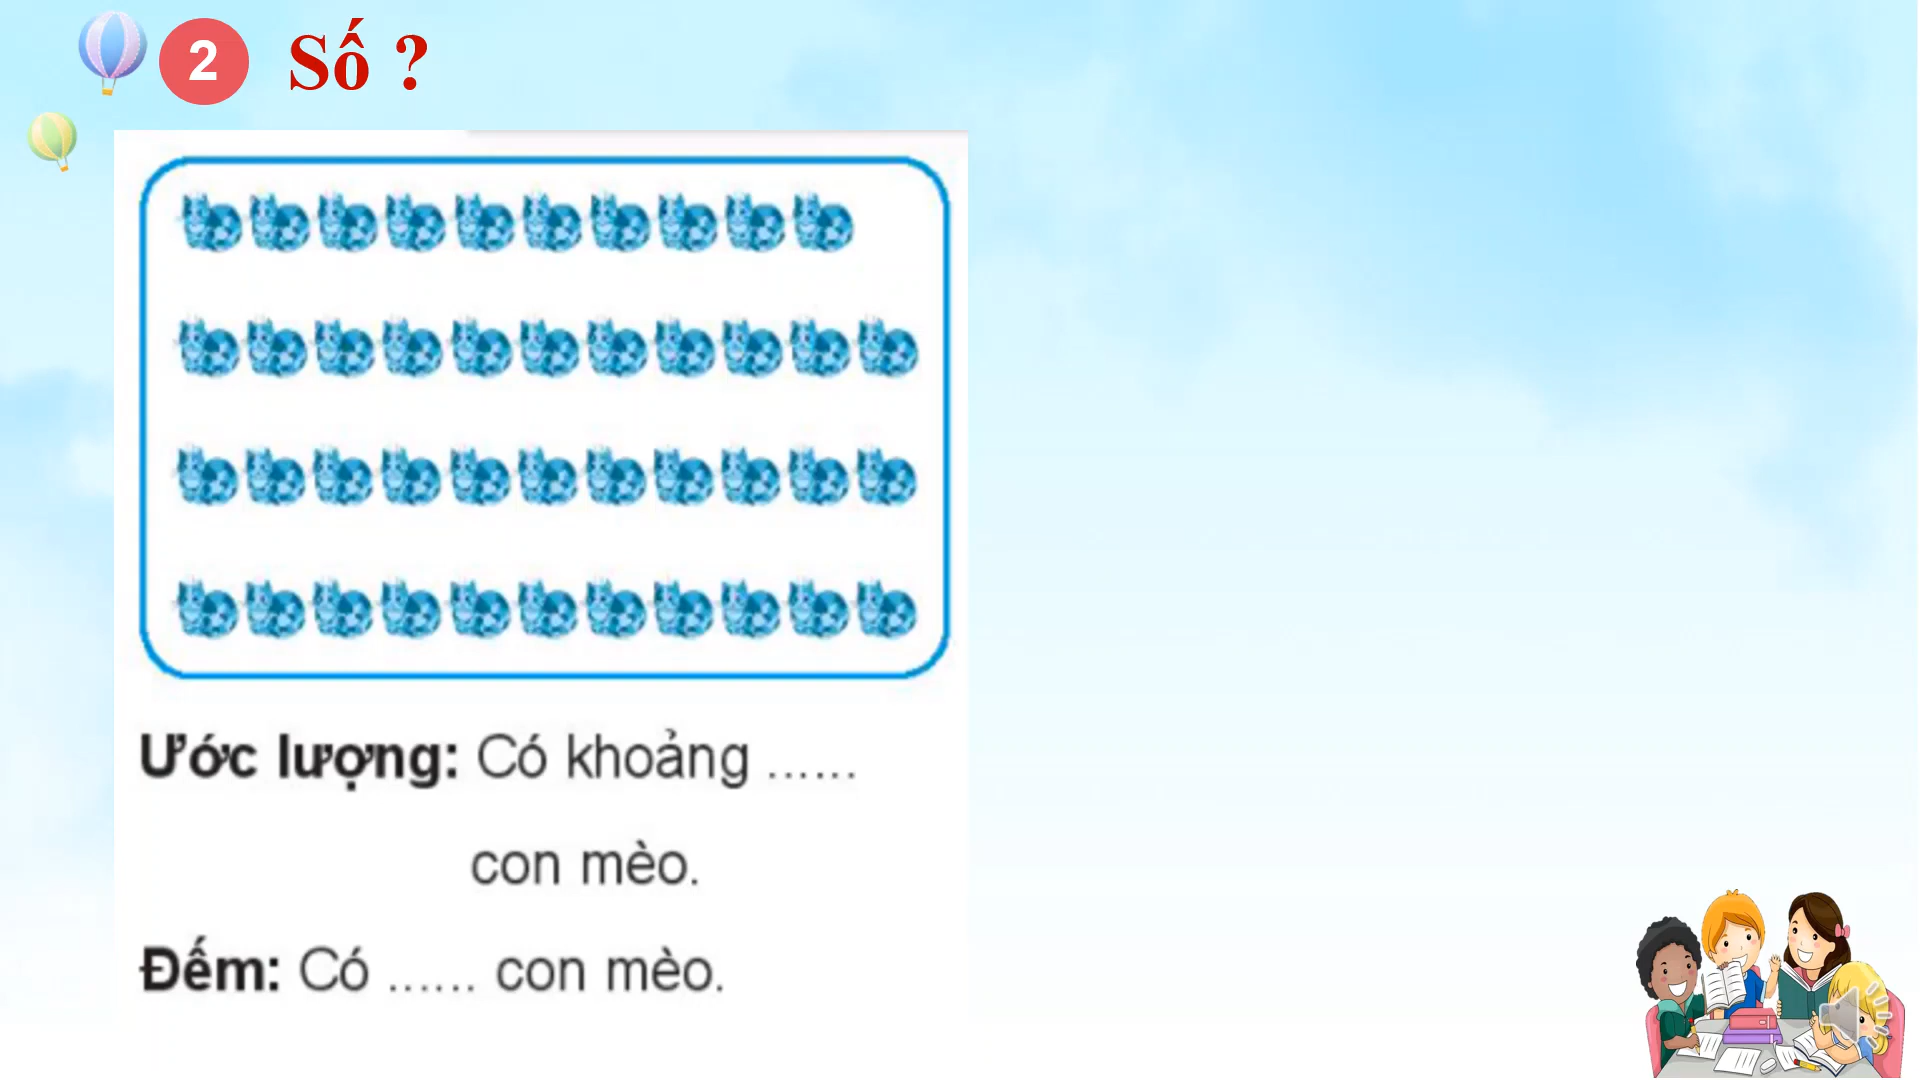 2 Số ?
Ước lượng: Có khoảng ......
con mèo.
Đếm: Có ...... con mèo.